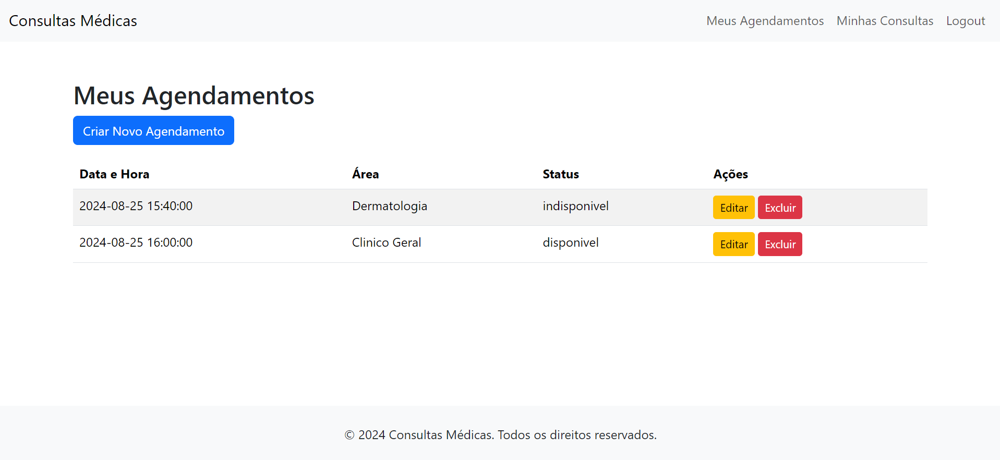 Consultas Médicas Meus Agendamentos Minhas Consultas Logout
Meus Agendamentos
Criar Novo Agendamento
Data e Hora Área Status Ações
2024-08-25 15:40:00 Dermatologia indisponivel Editar Excluir
2024-08-25 16:00:00 Clinico Geral disponivel Editar Excluir
© 2024 Consultas Médicas. Todos os direitos reservados.